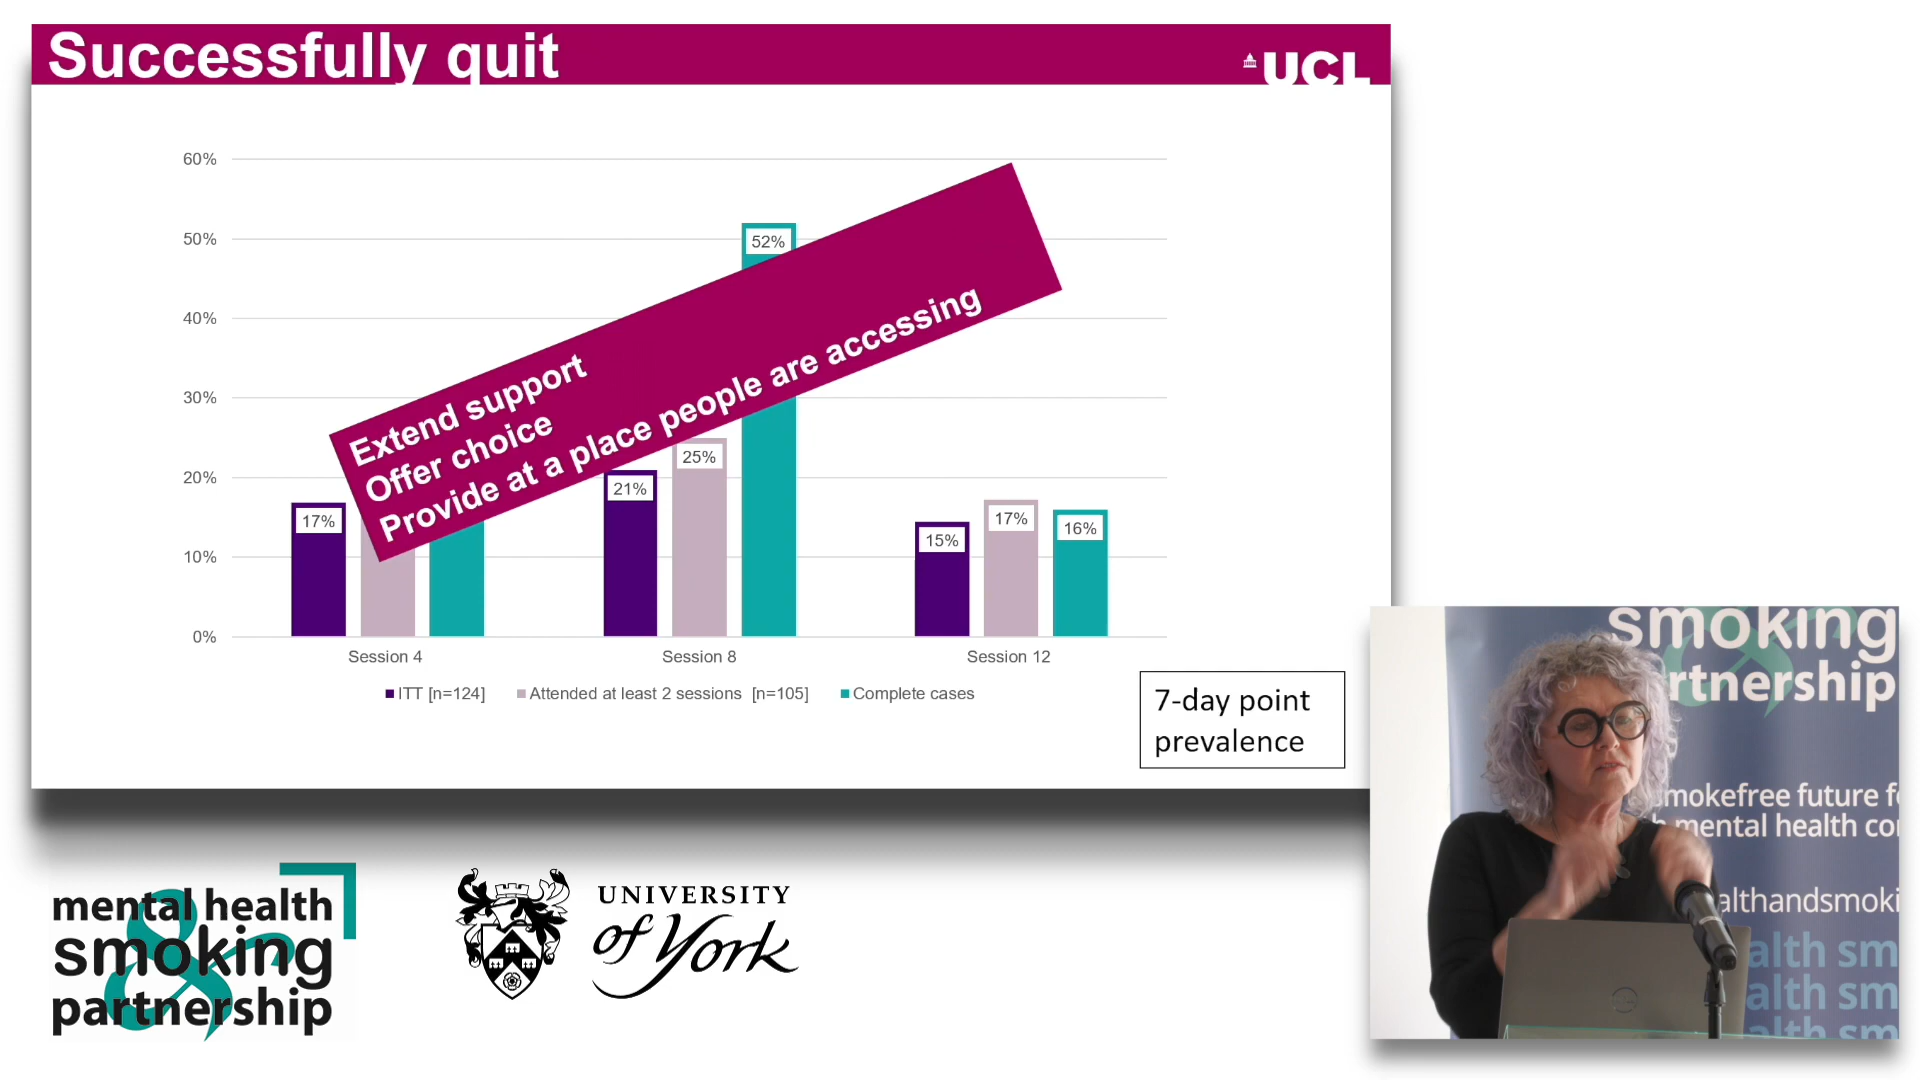 Successfully quit
UCL
60%
50%
40%
30%
20%
10%
0%
52%
Extend support
Offer choice
Provide at a place people are accessing
17%
21%
25%
15%
17%
16%
Session 4
Session 8
Session 12
ITT [n=124]
Attended at least 2 sessions [n=105]
Complete cases
7-day point
prevalence
mental health
smoking
&
partnership
UNIVERSITY
of York
smoking
rtnership
mokefree future f
mental health co
althandsmoki
alth sm
alth sm
alth sm